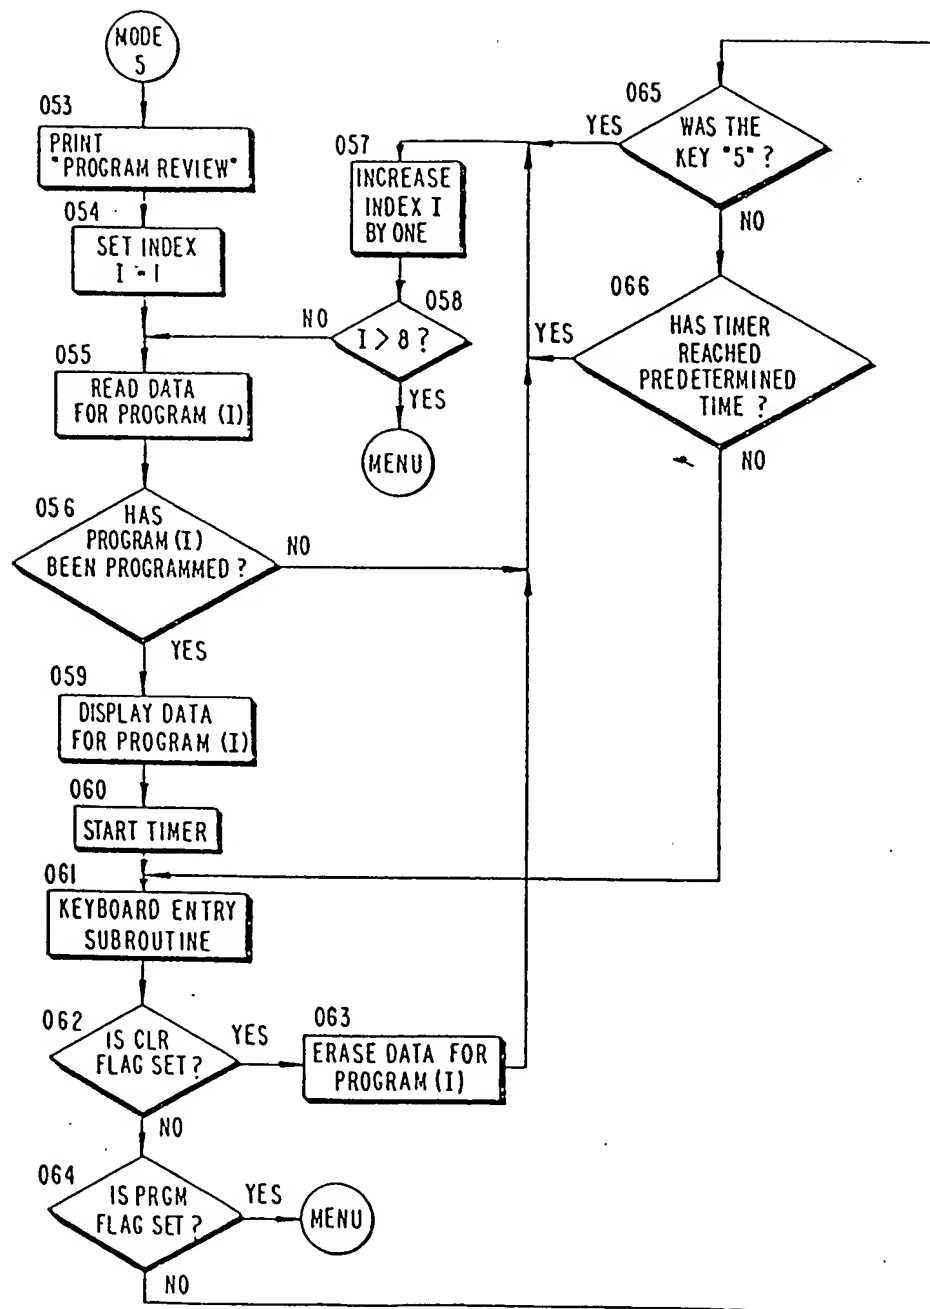 MODE
5
053
PRINT
"PROGRAM REVIEW"
054
SET INDEX
I - 1
055
READ DATA
FOR PROGRAM (I)
056
HAS
PROGRAM (I)
BEEN PROGRAMMED ?
NO
YES
057
INCREASE
INDEX I
BY ONE
058
I > 8 ?
NO
YES
MENU
059
DISPLAY DATA
FOR PROGRAM (I)
060
START TIMER
061
KEYBOARD ENTRY
SUBROUTINE
062
IS CLR
FLAG SET ?
YES
NO
063
ERASE DATA FOR
PROGRAM (I)
064
IS PRGM
FLAG SET ?
YES
MENU
NO
065
WAS THE
KEY "5" ?
YES
NO
066
HAS TIMER
REACHED
PREDETERMINED
TIME ?
YES
NO